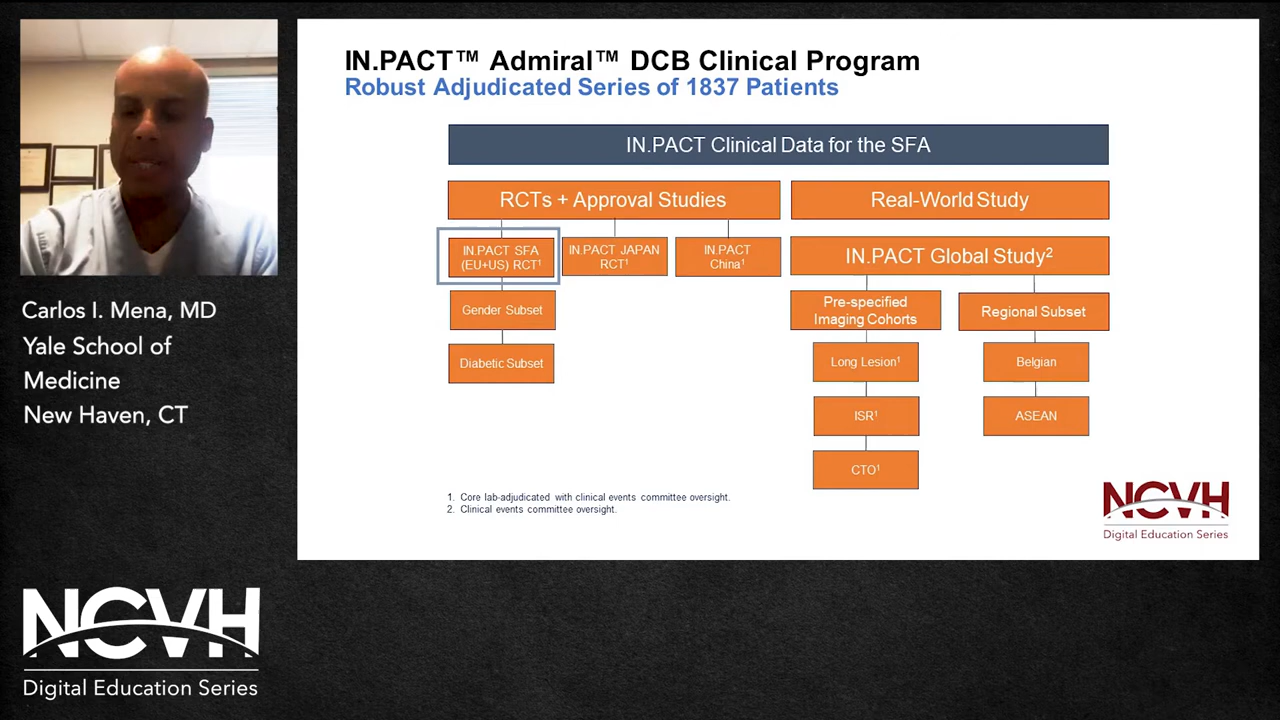 IN.PACT™ Admiral™ DCB Clinical Program
Robust Adjudicated Series of 1837 Patients
IN.PACT Clinical Data for the SFA
RCTs + Approval Studies
Real-World Study
IN.PACT SFA
(EU+US) RCT¹
IN.PACT JAPAN
RCT¹
IN.PACT
China¹
IN.PACT Global Study²
Gender Subset
Diabetic Subset
Pre-specified
Imaging Cohorts
Regional Subset
Long Lesion¹
Belgian
ISR¹
ASEAN
CTO¹
1. Core lab-adjudicated with clinical events committee oversight.
2. Clinical events committee oversight.
NCVH
Digital Education Series
Carlos I. Mena, MD
Yale School of
Medicine
New Haven, CT
NCVH
Digital Education Series